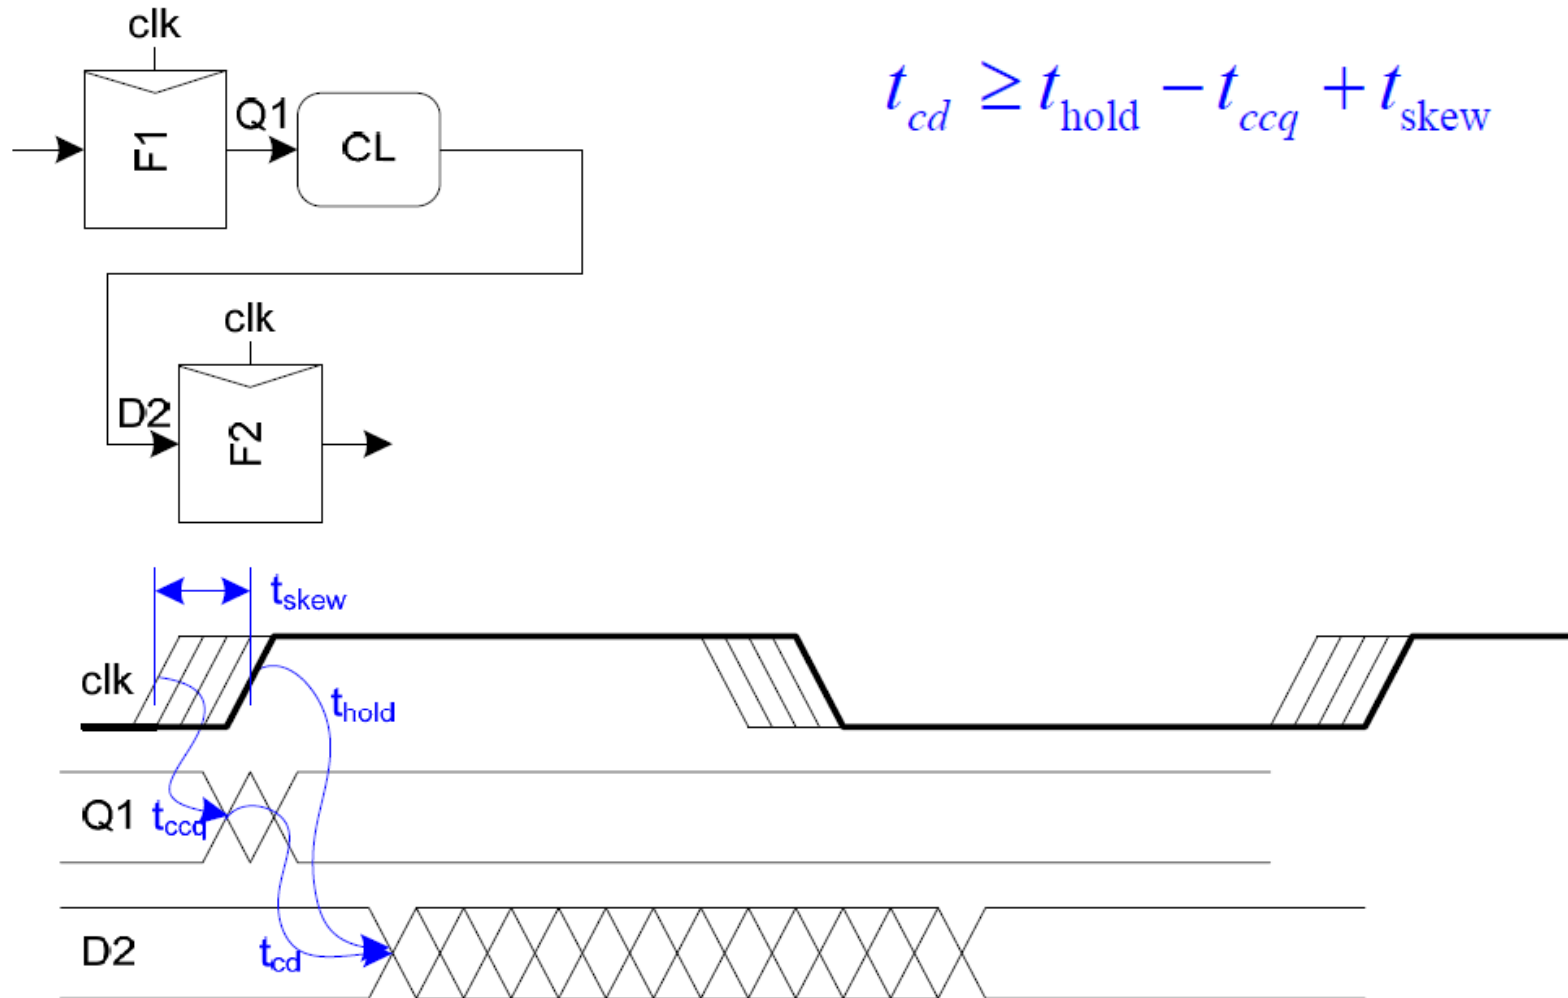 clk
t_cd ≥ t_hold − t_ccq + t_skew
Q1
F1
CL
clk
D2
F2
t_skew
clk
t_hold
Q1
t_ccq
D2
t_cd